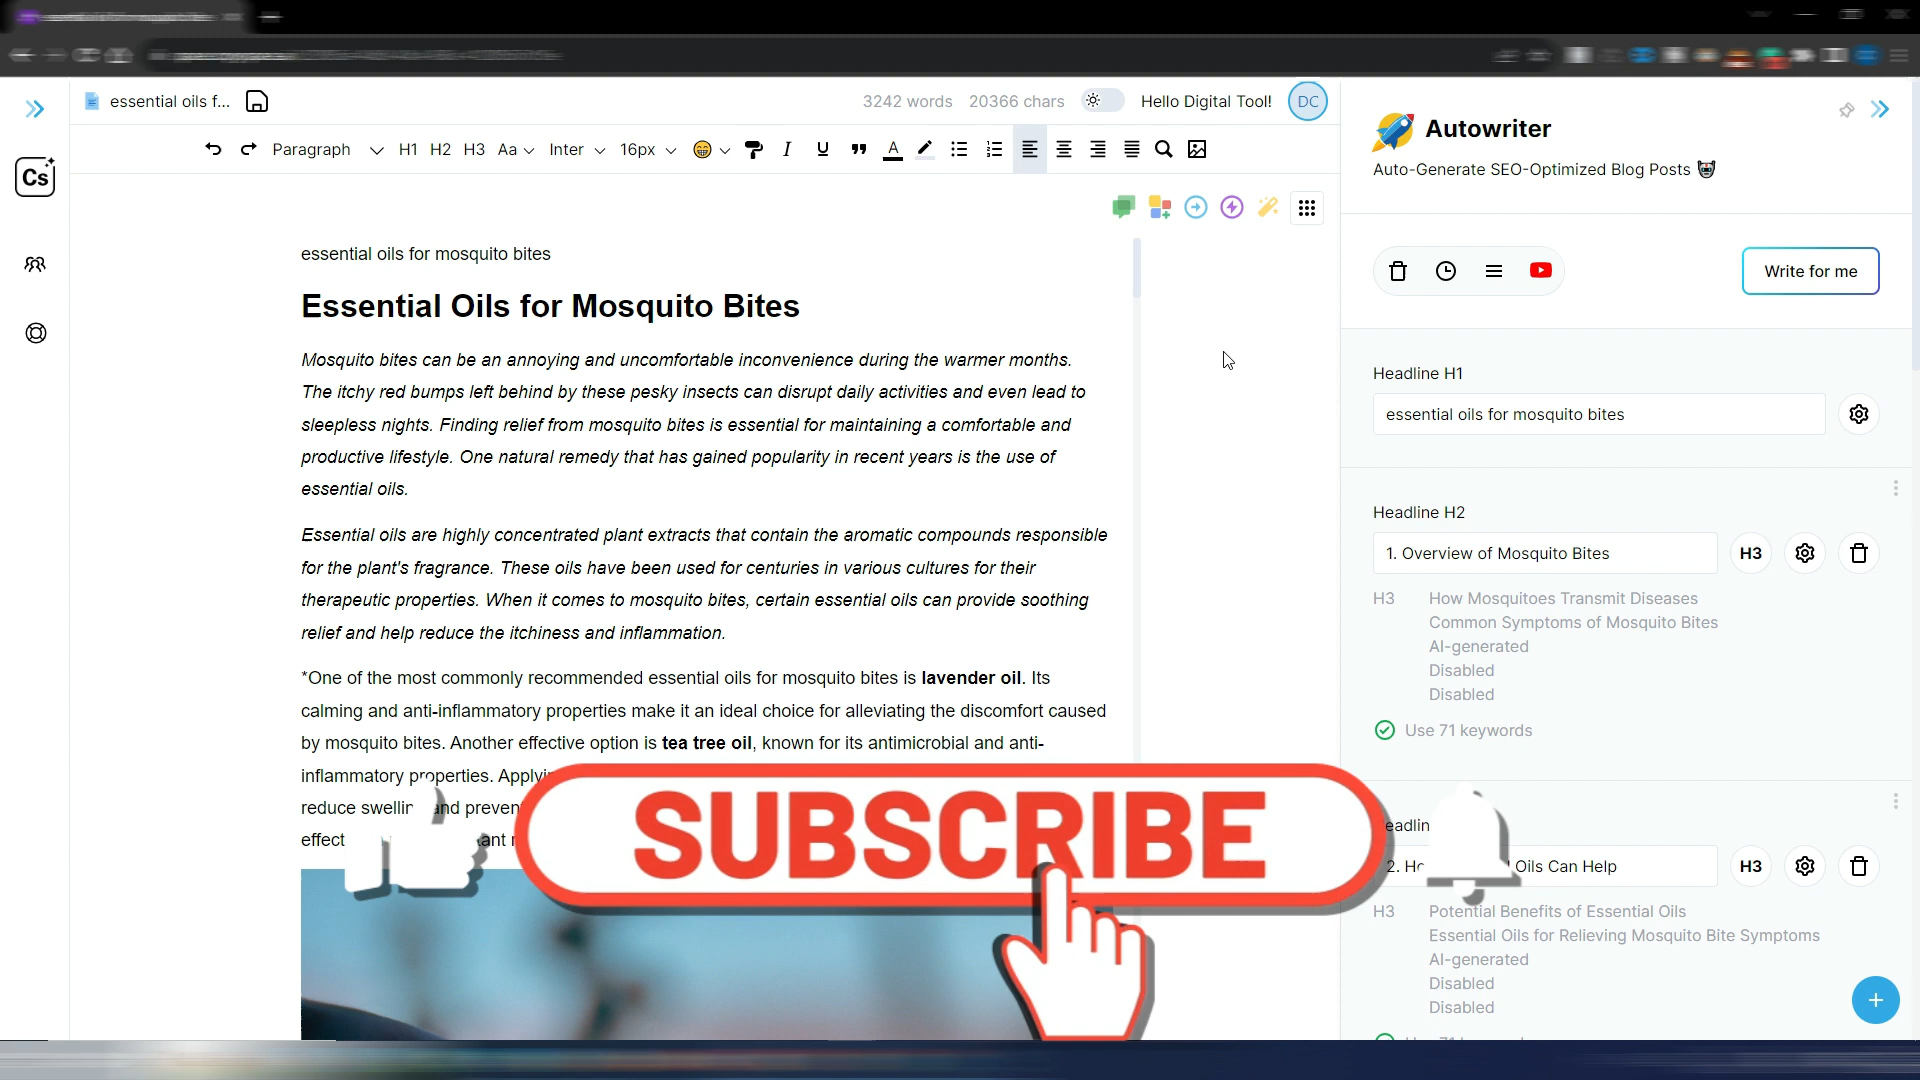 essential oils f...
3242 words 20366 chars
Hello Digital Tool!
DC
Paragraph H1 H2 H3 Aa Inter 16px A
Cs
essential oils for mosquito bites
Essential Oils for Mosquito Bites
Mosquito bites can be an annoying and uncomfortable inconvenience during the warmer months.
The itchy red bumps left behind by these pesky insects can disrupt daily activities and even lead to
sleepless nights. Finding relief from mosquito bites is essential for maintaining a comfortable and
productive lifestyle. One natural remedy that has gained popularity in recent years is the use of
essential oils.
Essential oils are highly concentrated plant extracts that contain the aromatic compounds responsible
for the plant's fragrance. These oils have been used for centuries in various cultures for their
therapeutic properties. When it comes to mosquito bites, certain essential oils can provide soothing
relief and help reduce the itchiness and inflammation.
*One of the most commonly recommended essential oils for mosquito bites is lavender oil. Its
calming and anti-inflammatory properties make it an ideal choice for alleviating the discomfort caused
by mosquito bites. Another effective option is tea tree oil, known for its antimicrobial and anti-
inflammatory properties.
reduce
SUBSCRIBE
Autowriter
Auto-Generate SEO-Optimized Blog Posts
Write for me
Headline H1
essential oils for mosquito bites
Headline H2
1. Overview of Mosquito Bites
H3
H3 How Mosquitoes Transmit Diseases
Common Symptoms of Mosquito Bites
AI-generated
Disabled
Disabled
Use 71 keywords
2. Oils Can Help
H3
H3 Potential Benefits of Essential Oils
Essential Oils for Relieving Mosquito Bite Symptoms
AI-generated
Disabled
Disabled